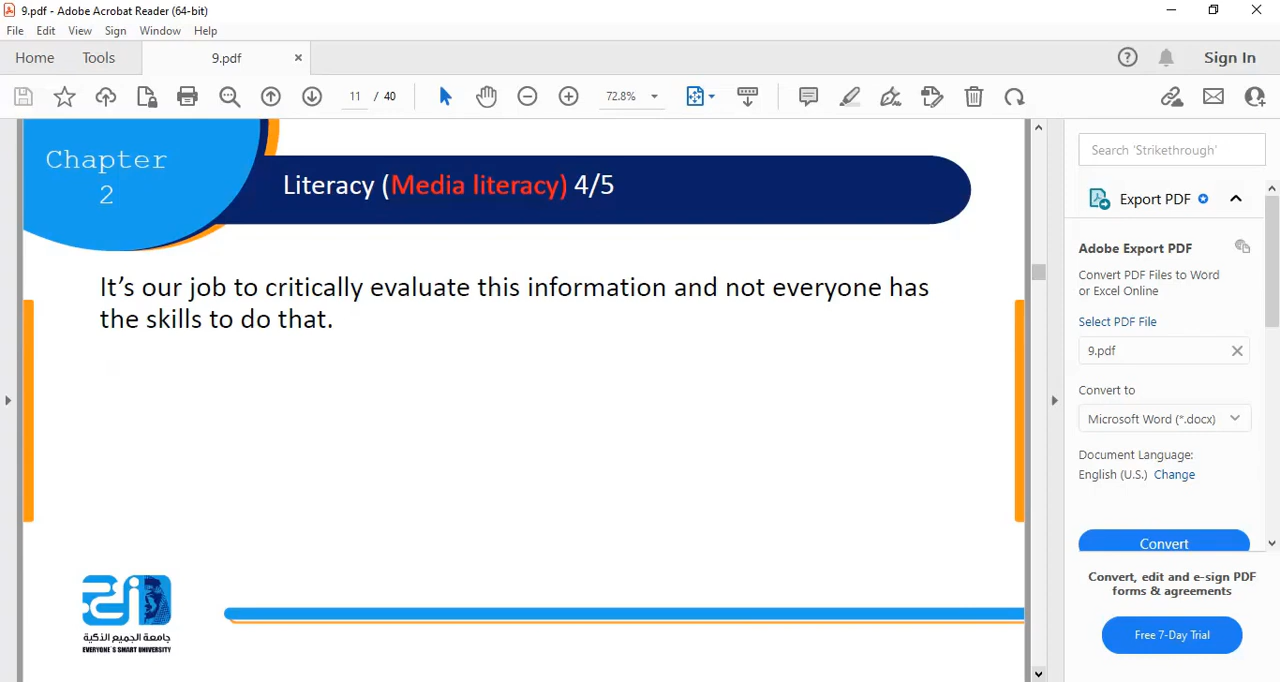 9.pdf - Adobe Acrobat Reader (64-bit)
File Edit View Sign Window Help
Home Tools 9.pdf × Sign In
11 / 40 72.8%
Chapter
2
Literacy (Media literacy) 4/5
It's our job to critically evaluate this information and not everyone has
the skills to do that.
جامعة الجميع الذكية
EVERYONE'S SMART UNIVERSITY
Search 'Strikethrough'
Export PDF
Adobe Export PDF
Convert PDF Files to Word
or Excel Online
Select PDF File
9.pdf
Convert to
Microsoft Word (*.docx)
Document Language:
English (U.S.) Change
Convert
Convert, edit and e-sign PDF
forms & agreements
Free 7-Day Trial